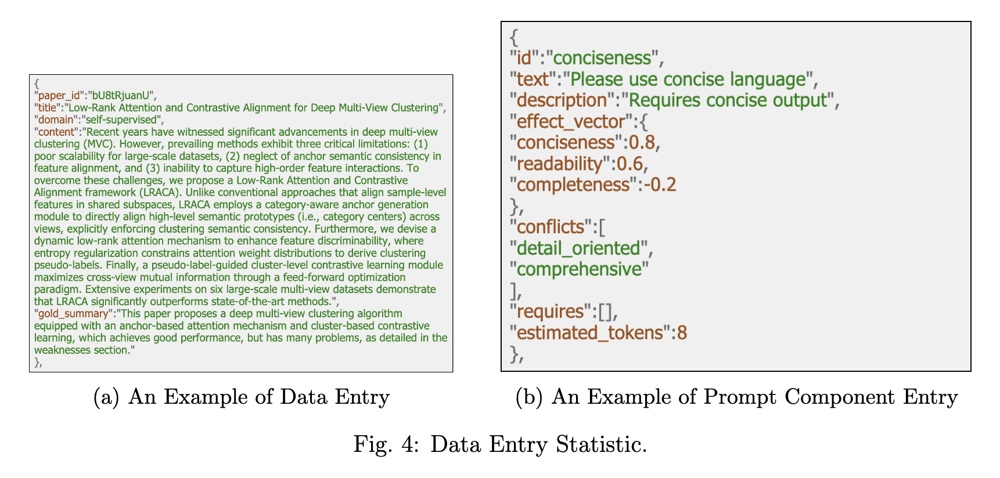 {
"paper_id":"bU8tRjuanU",
"title":"Low-Rank Attention and Contrastive Alignment for Deep Multi-View Clustering",
"domain":"self-supervised",
"content":"Recent years have witnessed significant advancements in deep multi-view
clustering (MVC). However, prevailing methods exhibit three critical limitations: (1)
poor scalability for large-scale datasets, (2) neglect of anchor semantic consistency in
feature alignment, and (3) inability to capture high-order feature interactions. To
overcome these challenges, we propose a Low-Rank Attention and Contrastive
Alignment framework (LRACA). Unlike conventional approaches that align sample-level
features in shared subspaces, LRACA employs a category-aware anchor generation
module to directly align high-level semantic prototypes (i.e., category centers) across
views, explicitly enforcing clustering semantic consistency. Furthermore, we devise a
dynamic low-rank attention mechanism to enhance feature discriminability, where
entropy regularization constrains attention weight distributions to derive clustering
pseudo-labels. Finally, a pseudo-label-guided cluster-level contrastive learning module
maximizes cross-view mutual information through a feed-forward optimization
paradigm. Extensive experiments on six large-scale multi-view datasets demonstrate
that LRACA significantly outperforms state-of-the-art methods.",
"gold_summary":"This paper proposes a deep multi-view clustering algorithm
equipped with an anchor-based attention mechanism and cluster-based contrastive
learning, which achieves good performance, but has many problems, as detailed in the
weaknesses section."
},
(a) An Example of Data Entry
{
"id":"conciseness",
"text":"Please use concise language",
"description":"Requires concise output",
"effect_vector":{
"conciseness":0.8,
"readability":0.6,
"completeness":-0.2
},
"conflicts":[
"detail_oriented",
"comprehensive"
],
"requires":[],
"estimated_tokens":8
},
(b) An Example of Prompt Component Entry
Fig. 4: Data Entry Statistic.